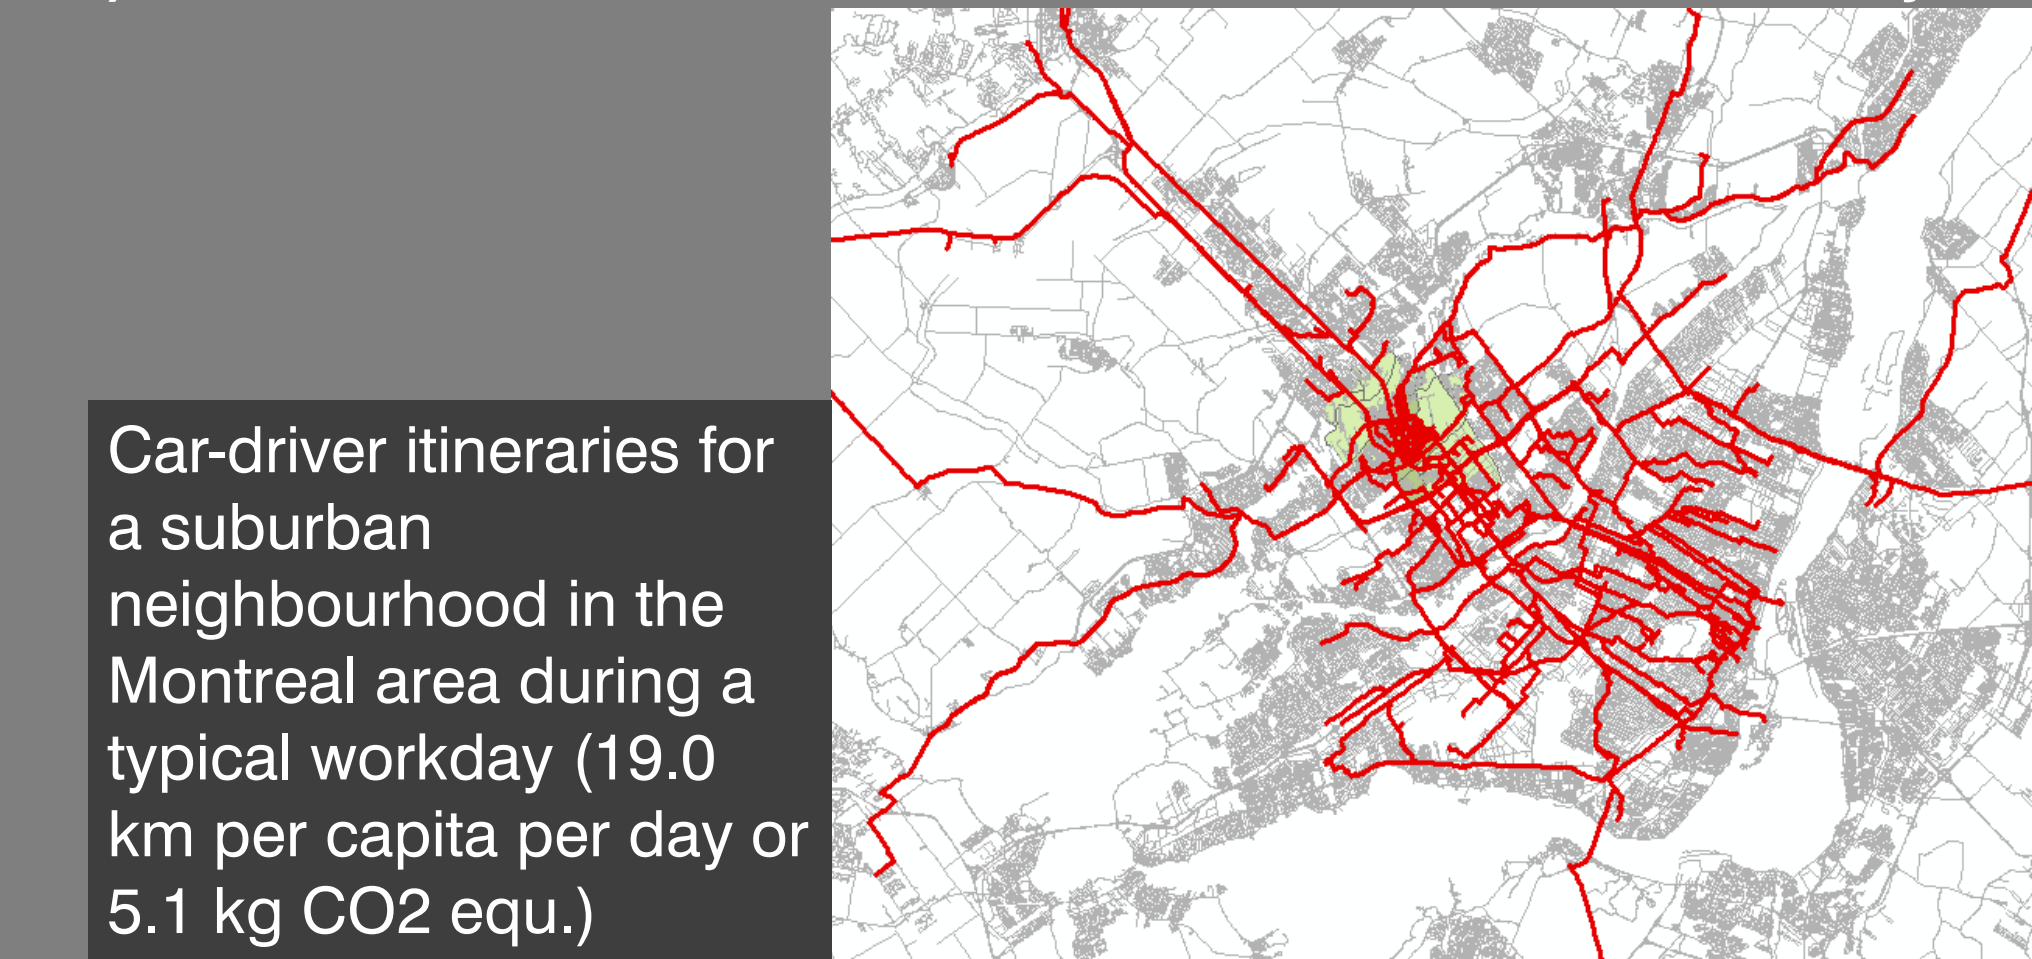 Car-driver itineraries for
a suburban
neighbourhood in the
Montreal area during a
typical workday (19.0
km per capita per day or
5.1 kg CO2 equ.)